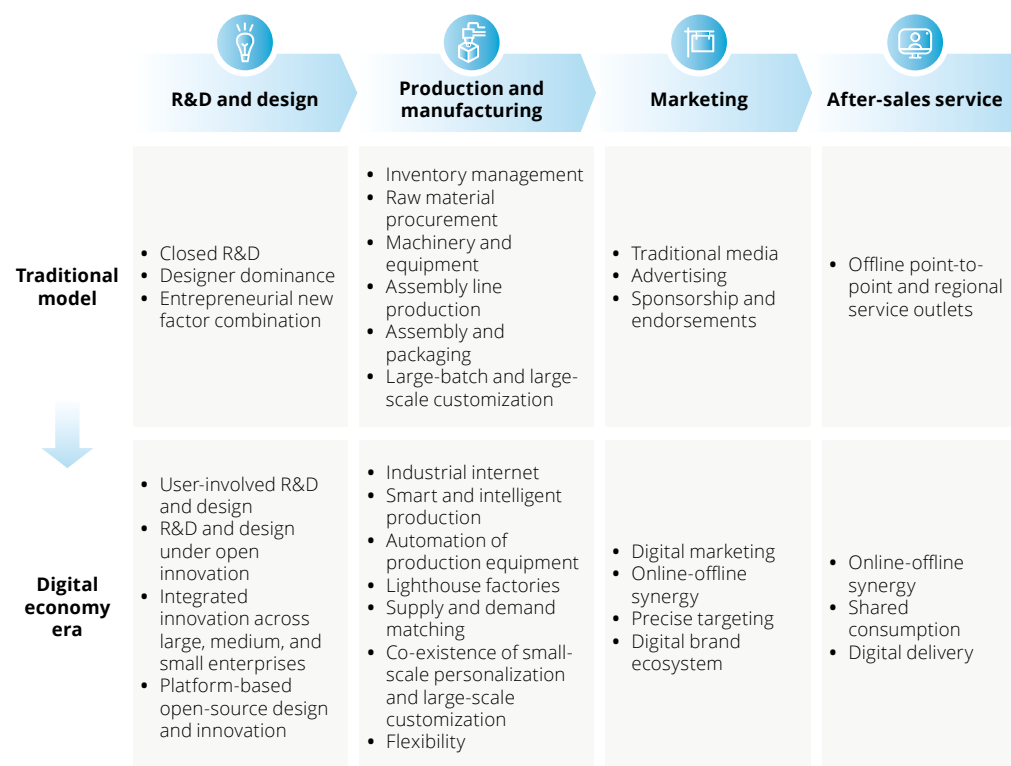 R&D and design
Production and
manufacturing
Marketing
After-sales service
Traditional
model
• Closed R&D
• Designer dominance
• Entrepreneurial new
factor combination
• Inventory management
• Raw material
procurement
• Machinery and
equipment
• Assembly line
production
• Assembly and
packaging
• Large-batch and large-
scale customization
• Traditional media
• Advertising
• Sponsorship and
endorsements
• Offline point-to-
point and regional
service outlets
Digital
economy
era
• User-involved R&D
and design
• R&D and design
under open
innovation
• Integrated
innovation across
large, medium, and
small enterprises
• Platform-based
open-source design
and innovation
• Industrial internet
• Smart and intelligent
production
• Automation of
production equipment
• Lighthouse factories
• Supply and demand
matching
• Co-existence of small-
scale personalization
and large-scale
customization
• Flexibility
• Digital marketing
• Online-offline
synergy
• Precise targeting
• Digital brand
ecosystem
• Online-offline
synergy
• Shared
consumption
• Digital delivery